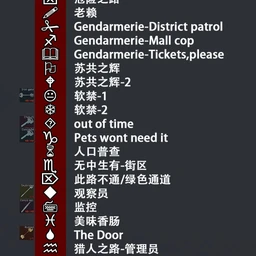 老赖
Gendarmerie-District patrol
Gendarmerie-Mall cop
Gendarmerie-Tickets,please
苏共之辉
苏共之辉-2
软禁-1
软禁-2
out of time
Pets wont need it
人口普查
无中生有-街区
此路不通/绿色通道
观察员
监控
美味香肠
The Door
猎人之路-管理员